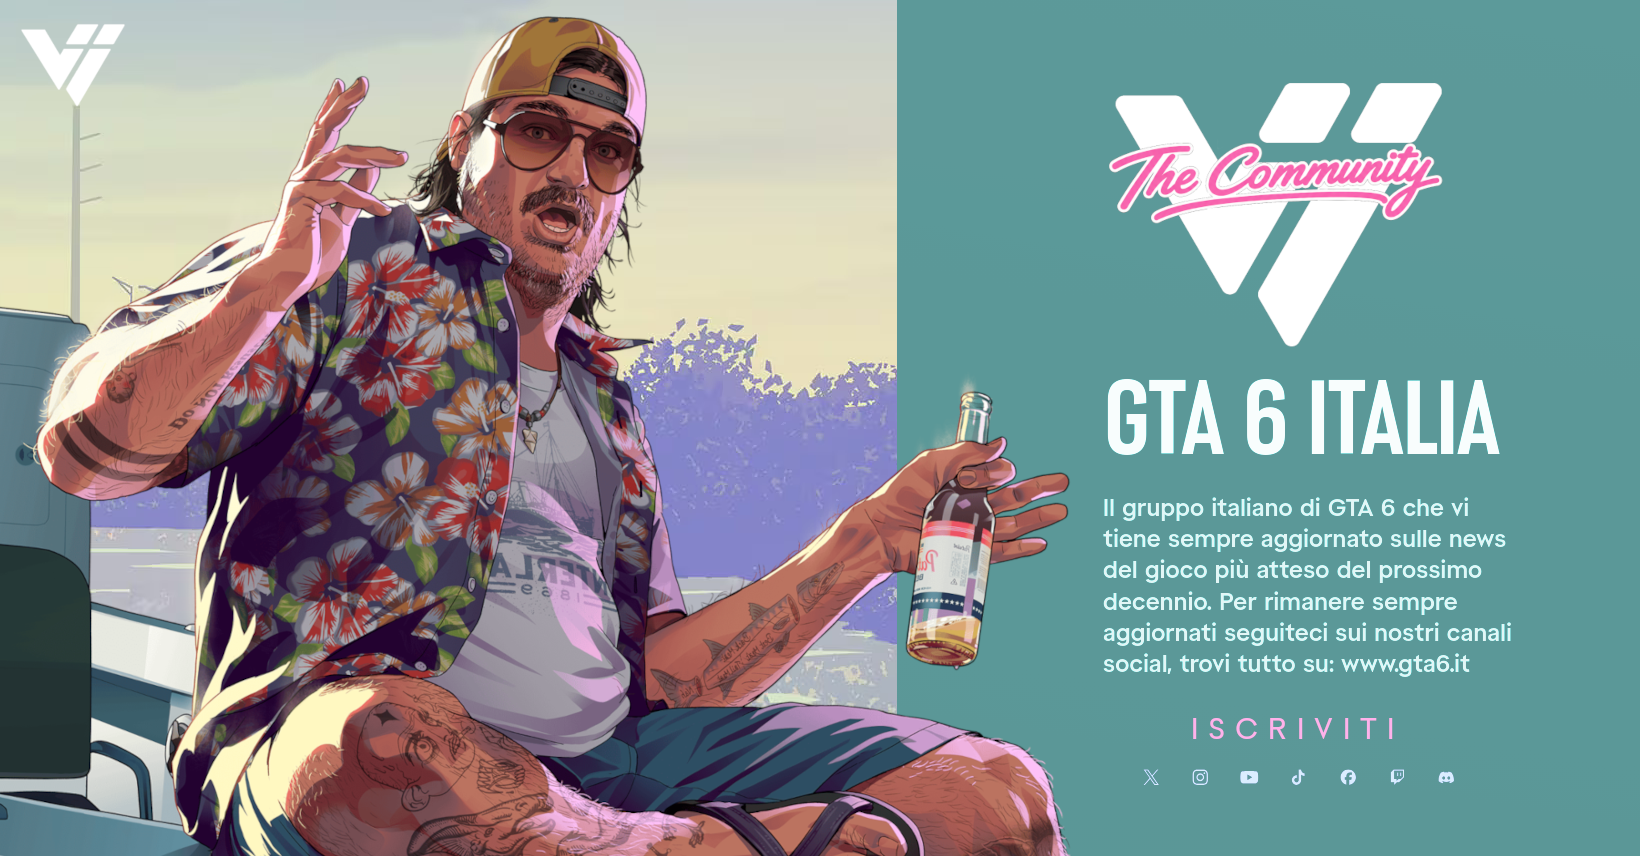 The Community
GTA 6 ITALIA
Il gruppo italiano di GTA 6 che vi
tiene sempre aggiornato sulle news
del gioco più atteso del prossimo
decennio. Per rimanere sempre
aggiornati seguiteci sui nostri canali
social, trovi tutto su: www.gta6.it
ISCRIVITI
1869